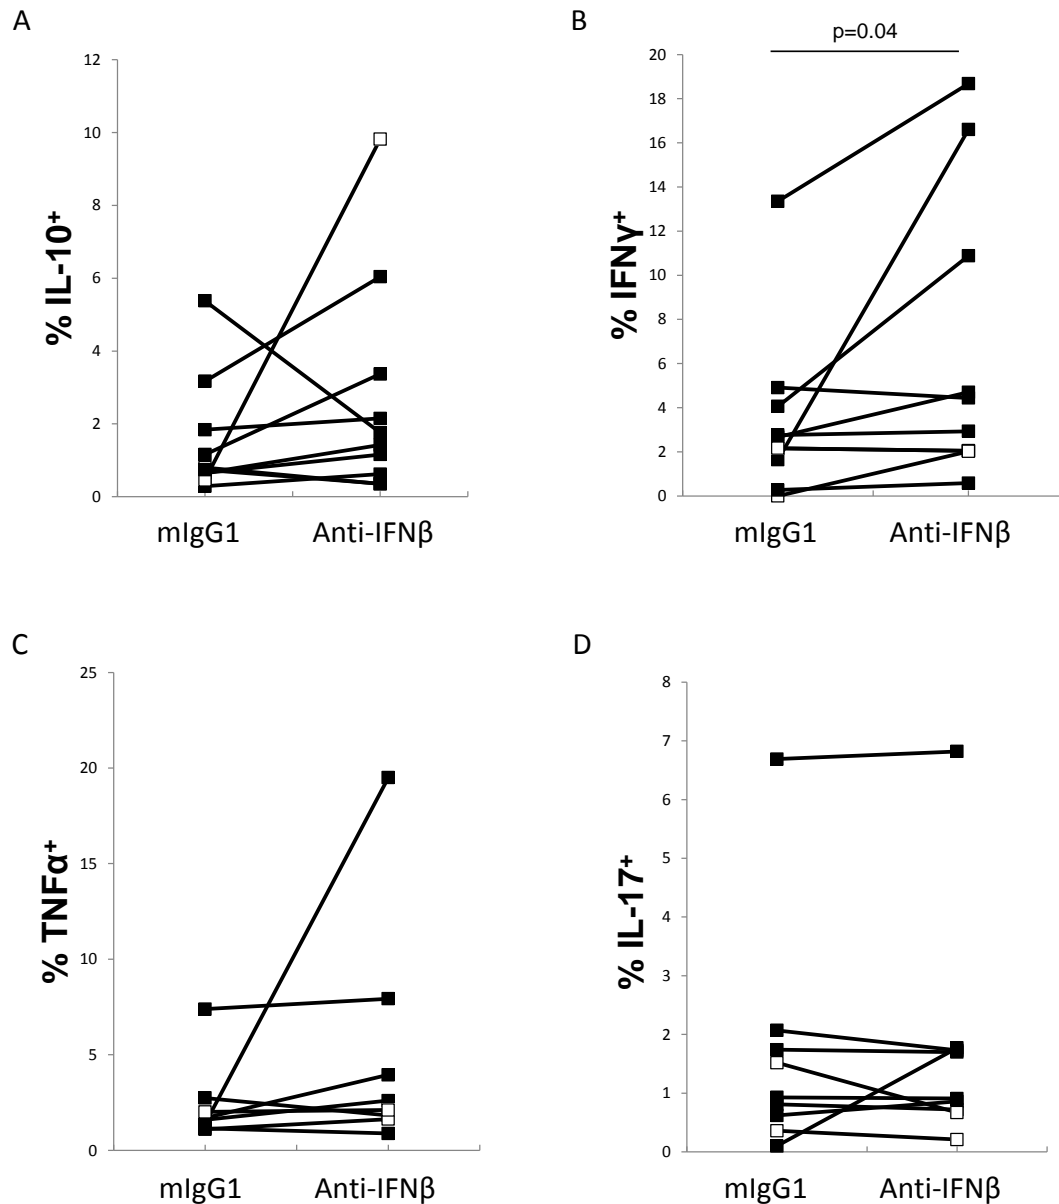 A
12
10
8
6
4
2
0
% IL-10⁺
mIgG1 Anti-IFNβ
B
p=0.04
20
18
16
14
12
10
8
6
4
2
0
% IFNγ⁺
mIgG1 Anti-IFNβ
C
25
20
15
10
5
0
% TNFα⁺
mIgG1 Anti-IFNβ
D
8
7
6
5
4
3
2
1
0
% IL-17⁺
mIgG1 Anti-IFNβ